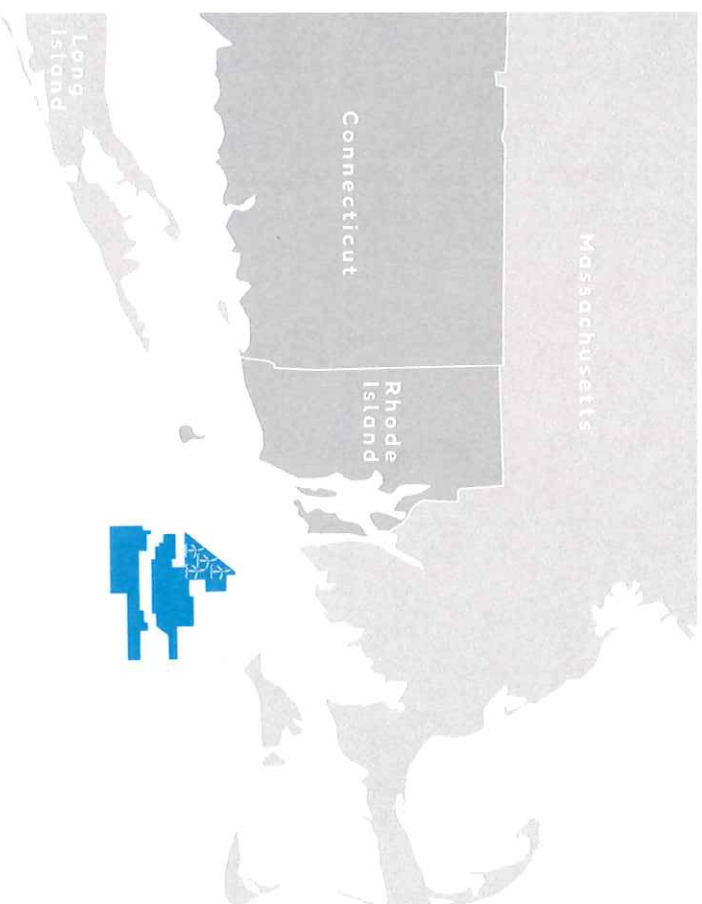 Massachusetts
Connecticut
Rhode
Island
Long
Island